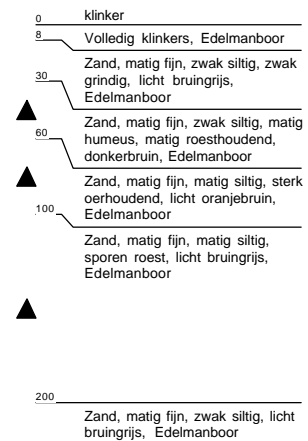 0 klinker
8 Volledig klinkers, Edelmanboor
Zand, matig fijn, zwak siltig, zwak
30 grindig, licht bruingrijs,
Edelmanboor
Zand, matig fijn, zwak siltig, matig
60 humeus, matig roesthoudend,
donkerbruin, Edelmanboor
Zand, matig fijn, matig siltig, sterk
oerhoudend, licht oranjebruin,
100 Edelmanboor
Zand, matig fijn, matig siltig,
sporen roest, licht bruingrijs,
Edelmanboor
200
Zand, matig fijn, zwak siltig, licht
bruingrijs, Edelmanboor